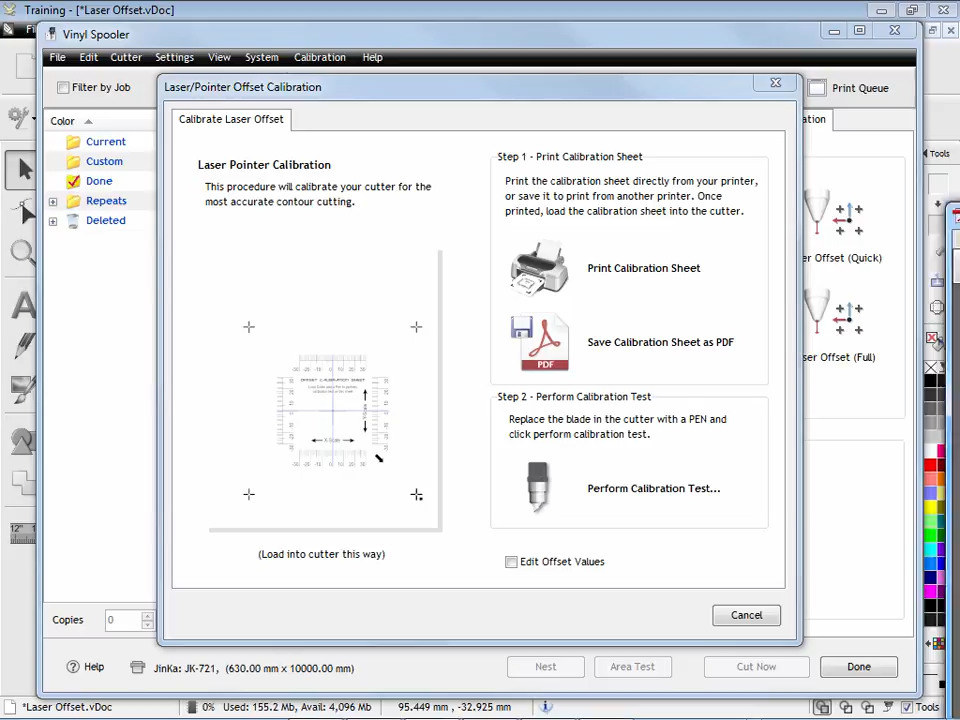 Training - [*Laser Offset.vDoc]
Vinyl Spooler
File Edit Cutter Settings View System Calibration Help
Filter by Job
Laser/Pointer Offset Calibration
Print Queue
Color
Current
Custom
Done
Repeats
Deleted
Calibrate Laser Offset
Tools
Laser Pointer Calibration
This procedure will calibrate your cutter for the
most accurate contour cutting.
OFFSET CALIBRATION SHEET
X-Scale
(Load into cutter this way)
Step 1 - Print Calibration Sheet
Print the calibration sheet directly from your printer,
or save it to print from another printer. Once
printed, load the calibration sheet into the cutter.
Print Calibration Sheet
PDF
Save Calibration Sheet as PDF
Step 2 - Perform Calibration Test
Replace the blade in the cutter with a PEN and
click perform calibration test.
Perform Calibration Test...
Edit Offset Values
Cancel
er Offset (Quick)
ser Offset (Full)
12"
Copies 0
Help JinKa: JK-721, (630.00 mm x 10000.00 mm)
Nest Area Test Cut Now Done
*Laser Offset.vDoc 0% Used: 155.2 Mb, Avail: 4,096 Mb 95.449 mm , -32.925 mm Tools